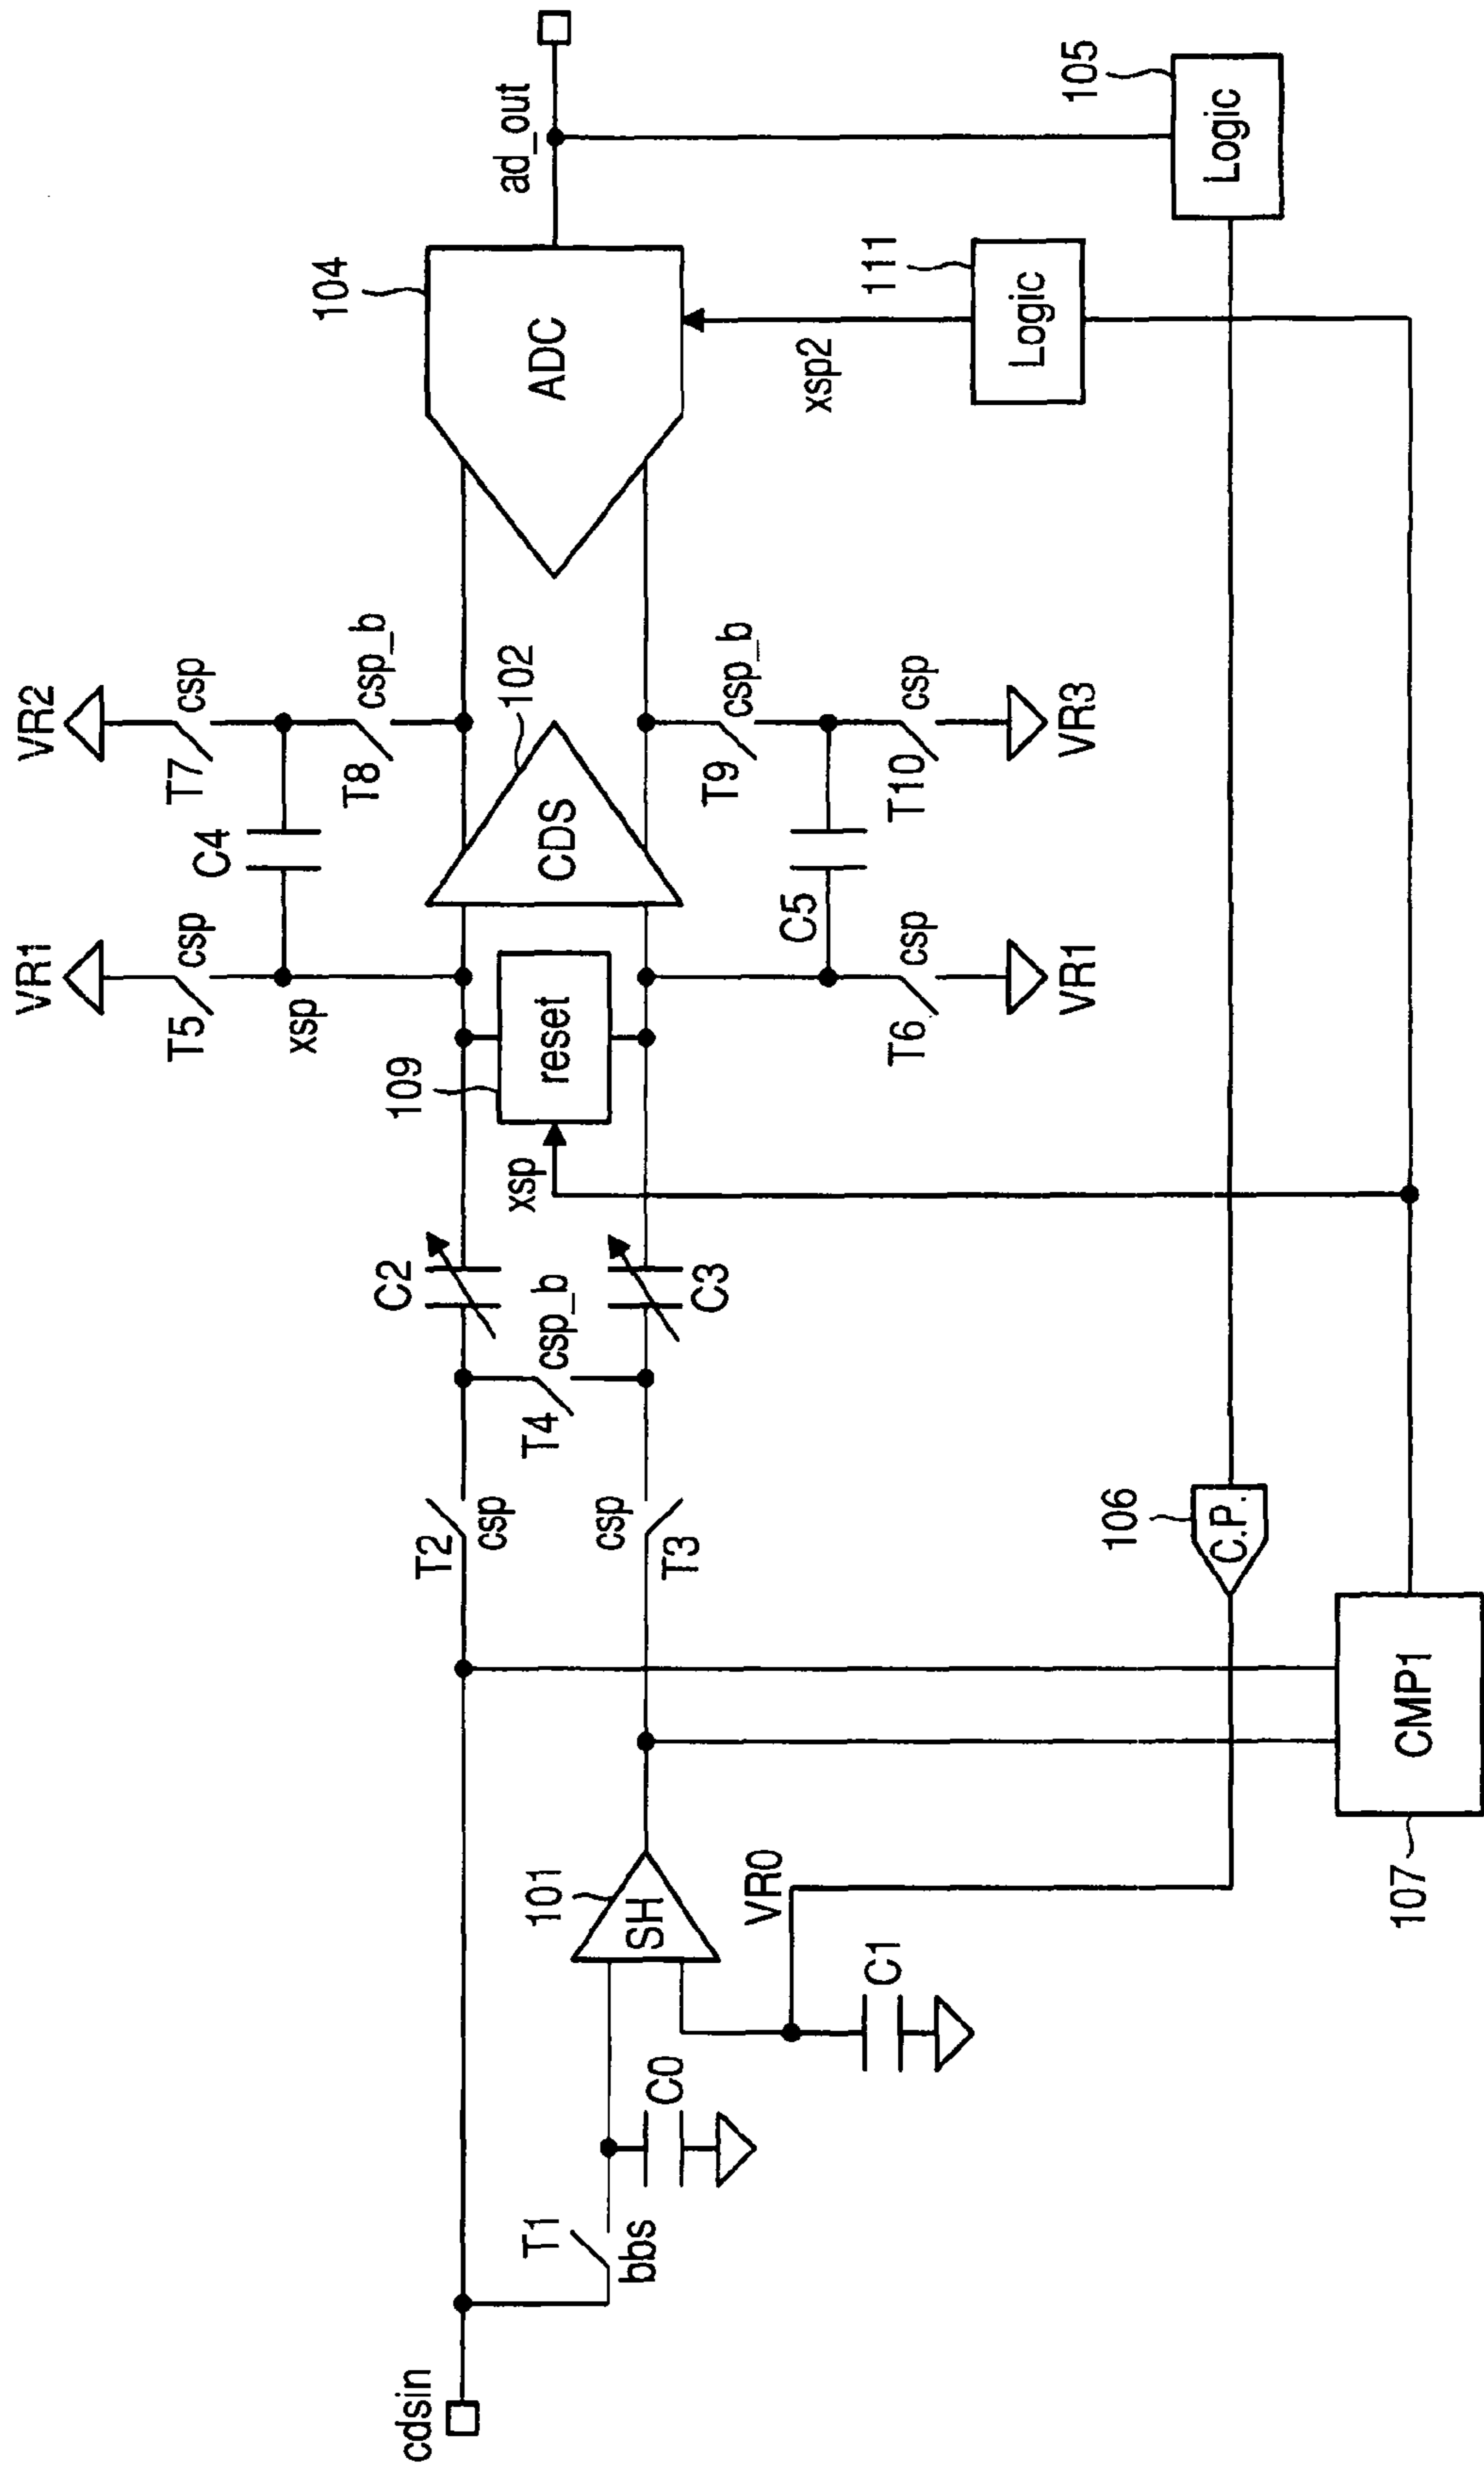 VR1
VR2
T5
csp
T7
csp
C4
xsp
T8
csp_b
104
cdsin
T2
csp
C2
109
reset
CDS
102
ADC
ad_out
T4
csp_b
xsp
T1
bbs
C0
101
SH
csp
T3
C3
C5
T9
csp_b
xsp2
111
Logic
105
Logic
VR0
C1
T6
csp
T10
csp
VR1
VR3
106
C.P.
107
CMP1